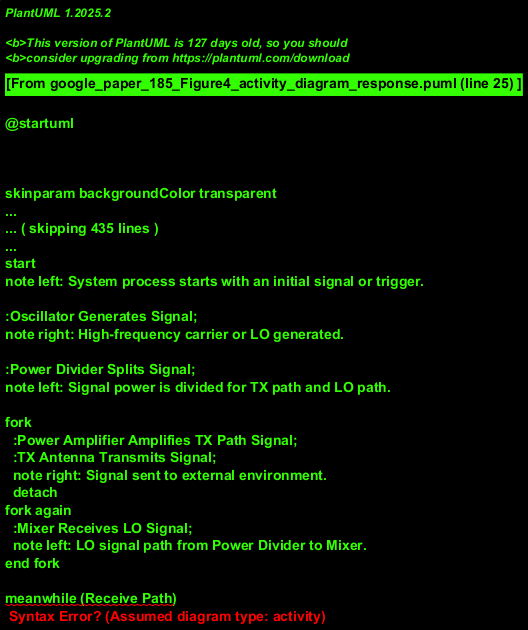 PlantUML 1.2025.2
<b>This version of PlantUML is 127 days old, so you should
<b>consider upgrading from https://plantuml.com/download
[From google_paper_185_Figure4_activity_diagram_response.puml (line 25) ]
@startuml
skinparam backgroundColor transparent
...
... ( skipping 435 lines )
...
start
note left: System process starts with an initial signal or trigger.
:Oscillator Generates Signal;
note right: High-frequency carrier or LO generated.
:Power Divider Splits Signal;
note left: Signal power is divided for TX path and LO path.
fork
:Power Amplifier Amplifies TX Path Signal;
:TX Antenna Transmits Signal;
note right: Signal sent to external environment.
detach
fork again
:Mixer Receives LO Signal;
note left: LO signal path from Power Divider to Mixer.
end fork
meanwhile (Receive Path)
Syntax Error? (Assumed diagram type: activity)